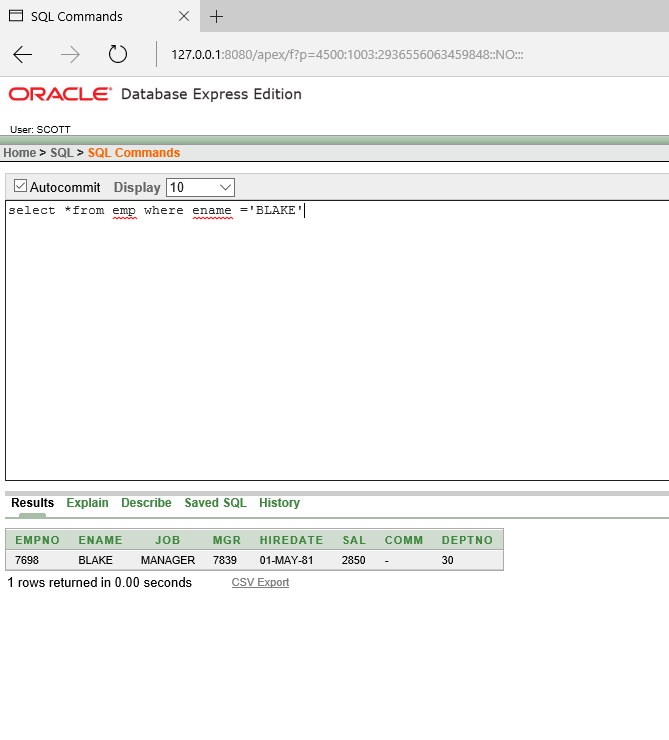 SQL Commands
127.0.0.1:8080/apex/f?p=4500:1003:2936556063459848::NO:::
ORACLE® Database Express Edition
User: SCOTT
Home > SQL > SQL Commands
Autocommit Display 10
select *from emp where ename ='BLAKE'
Results Explain Describe Saved SQL History
EMPNO ENAME JOB MGR HIREDATE SAL COMM DEPTNO
7698 BLAKE MANAGER 7839 01-MAY-81 2850 - 30
1 rows returned in 0.00 seconds CSV Export